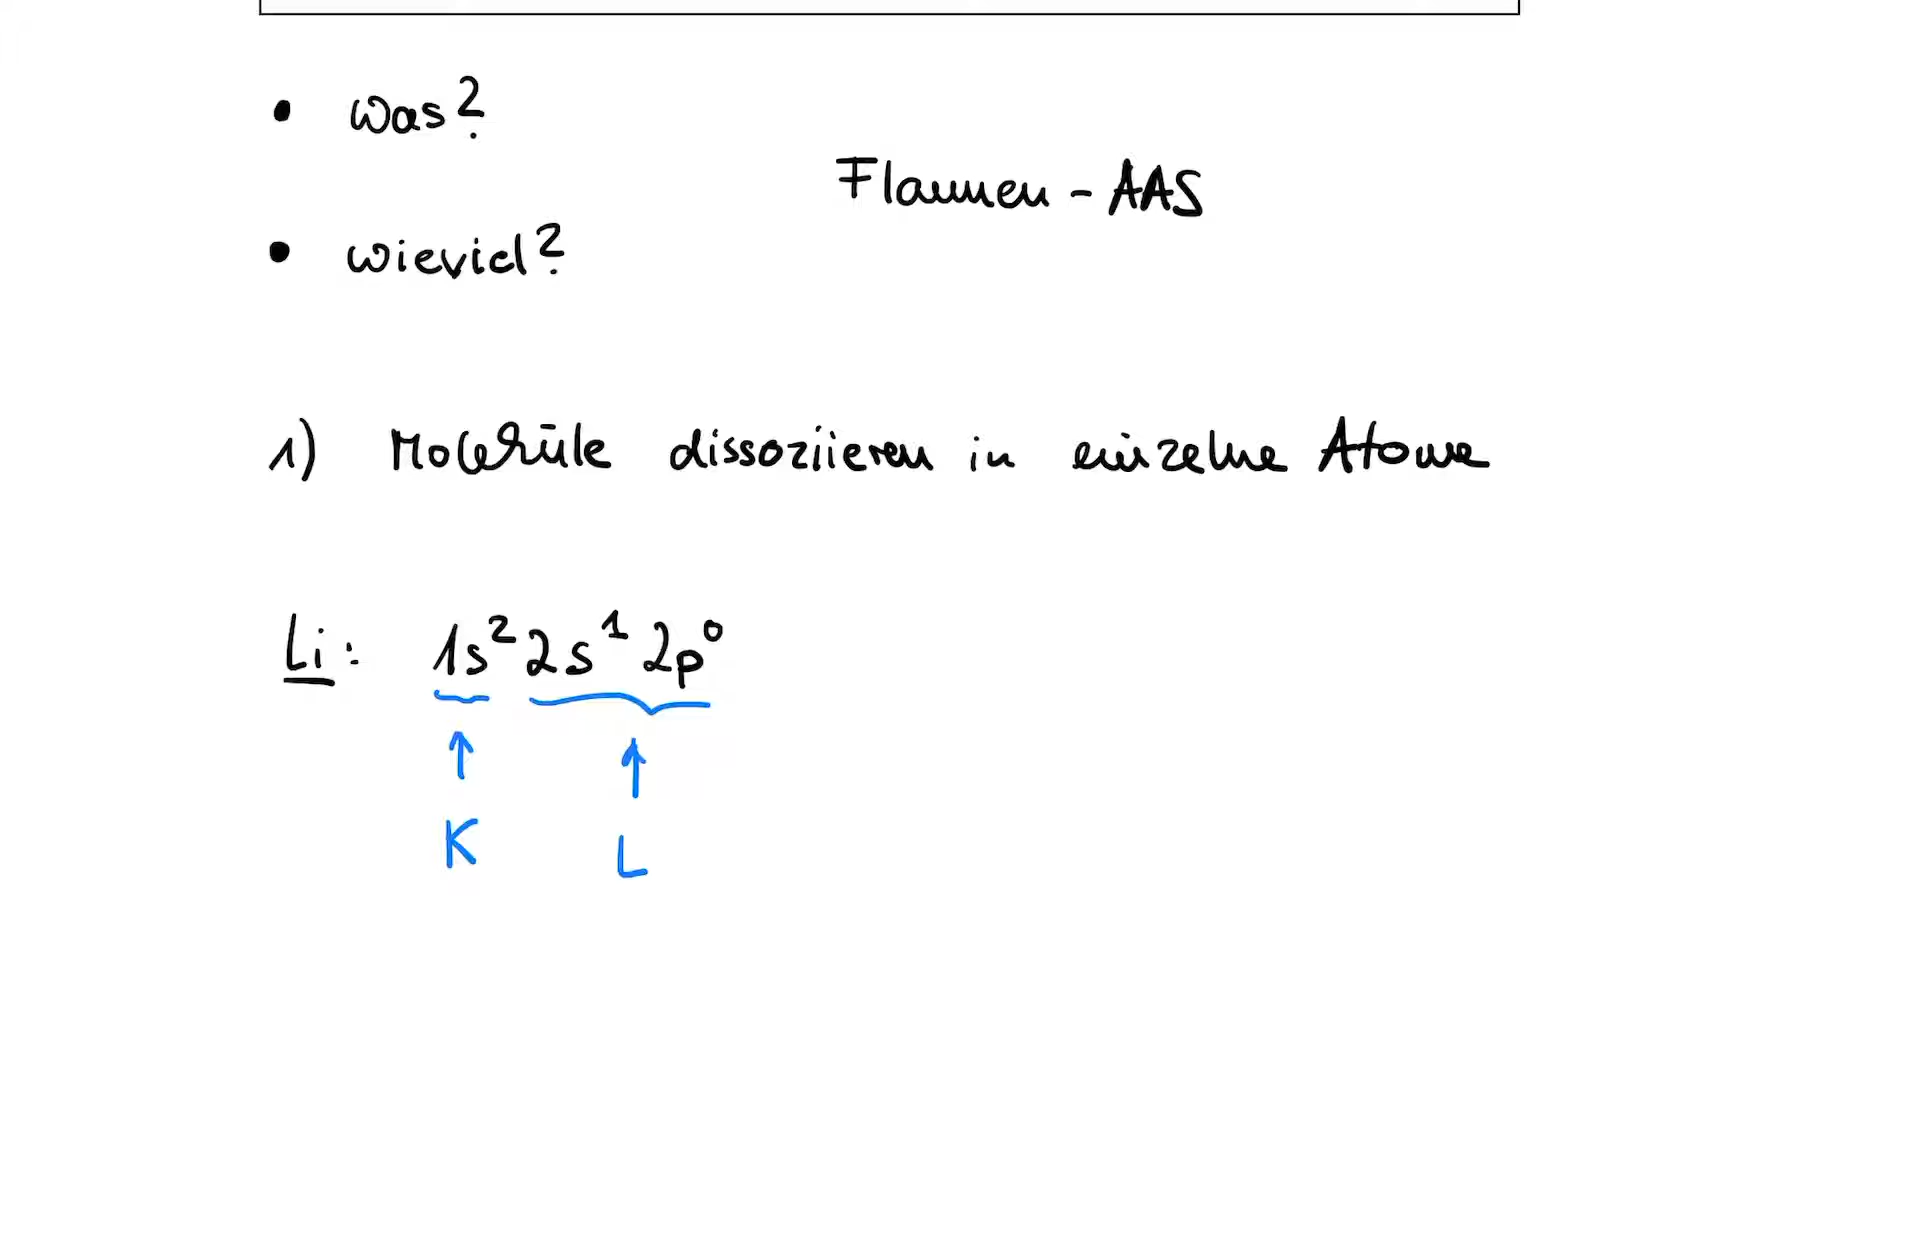 • Was?
Flammen - AAS
• wieviel?
1) Moleküle dissoziieren in einzelne Atome
Li: 1s² 2s¹ 2p⁰
K L